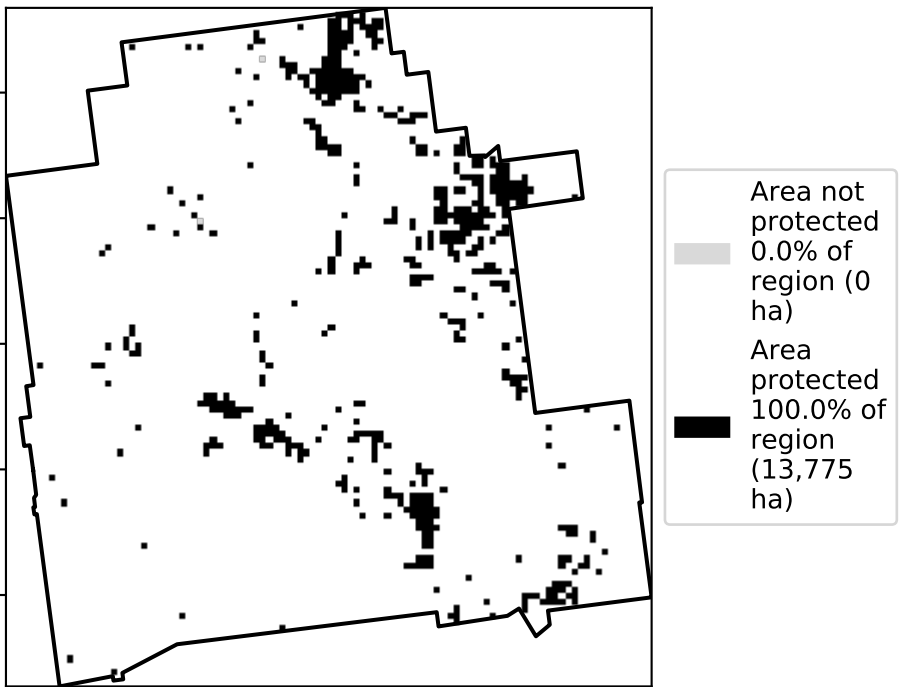 Area not
protected
0.0% of
region (0
ha)
Area
protected
100.0% of
region
(13,775
ha)